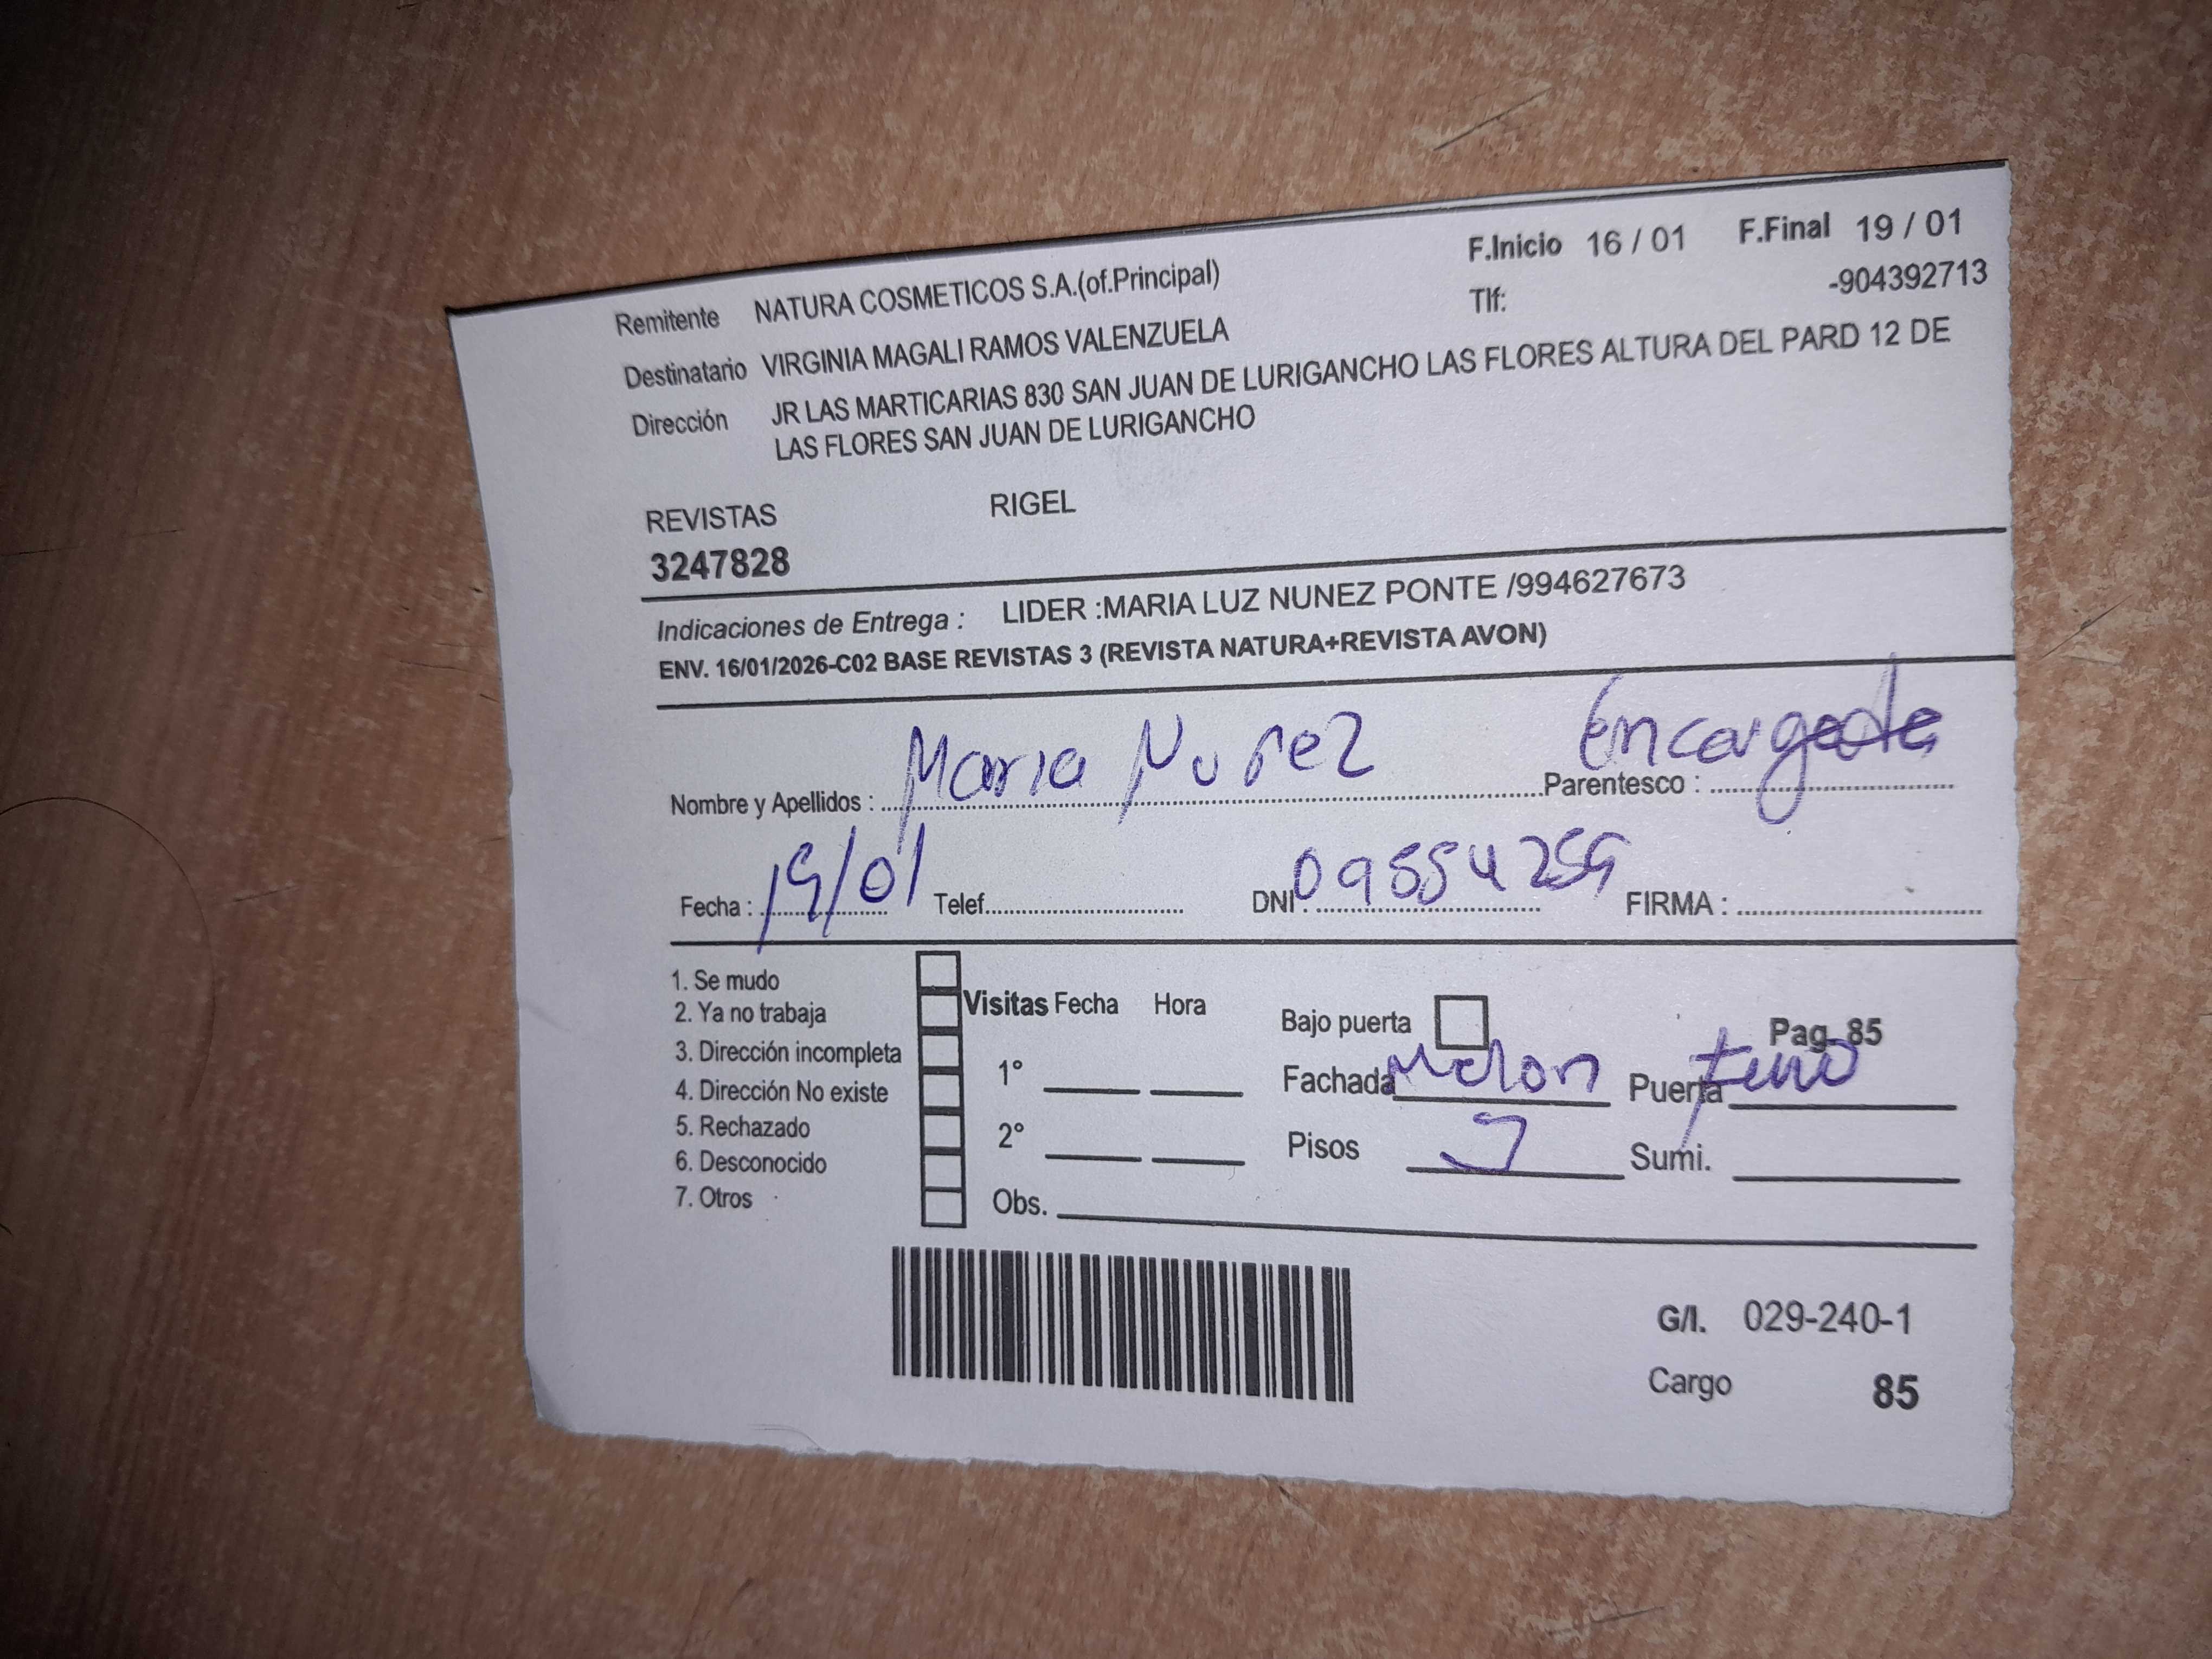 F.Inicio 16 / 01 F.Final 19 / 01
Remitente NATURA COSMETICOS S.A.(of.Principal) Tlf: -904392713
Destinatario VIRGINIA MAGALI RAMOS VALENZUELA
Dirección JR LAS MARTICARIAS 830 SAN JUAN DE LURIGANCHO LAS FLORES ALTURA DEL PARD 12 DE
LAS FLORES SAN JUAN DE LURIGANCHO
REVISTAS RIGEL
3247828
Indicaciones de Entrega : LIDER :MARIA LUZ NUNEZ PONTE /994627673
ENV. 16/01/2026-C02 BASE REVISTAS 3 (REVISTA NATURA+REVISTA AVON)
Nombre y Apellidos : Maria Nuñez Parentesco : Encargada
Fecha : 19/01 Telef. DNI : FIRMA :
1. Se mudo
2. Ya no trabaja Visitas Fecha Hora Bajo puerta Pag. 85
3. Dirección incompleta 1° Fachada Melon Puerta
4. Dirección No existe
5. Rechazado 2° Pisos Sumi.
6. Desconocido
7. Otros Obs.
G/I. 029-240-1
Cargo 85